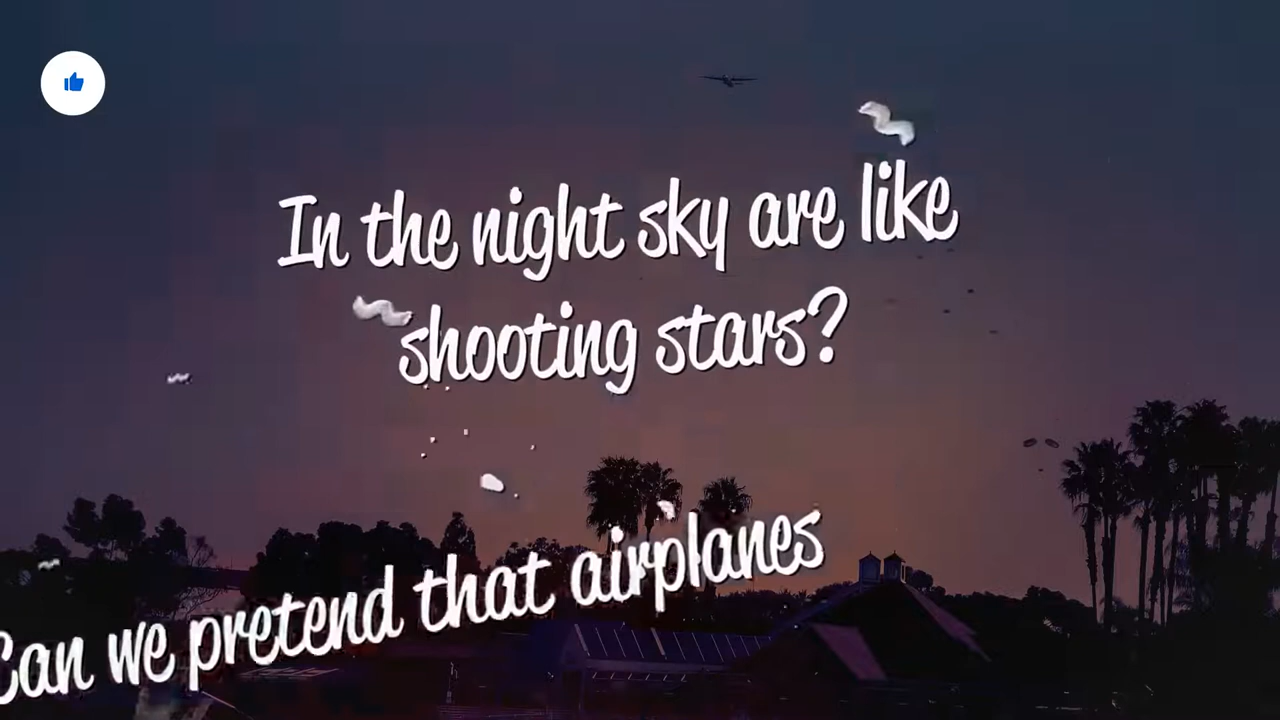 In the night sky are like
shooting stars?
Can we pretend that airplanes